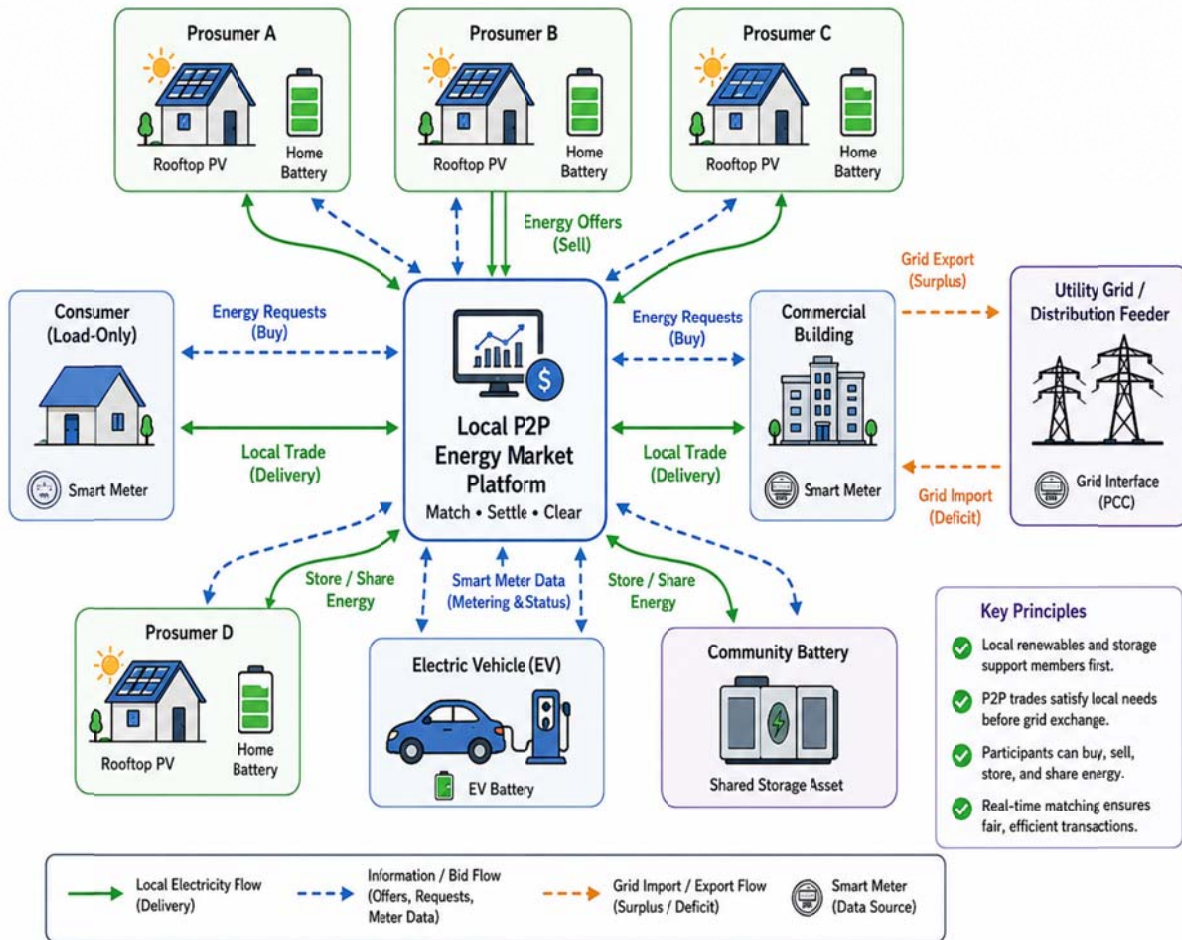 Prosumer A
Rooftop PV
Home
Battery
Prosumer B
Rooftop PV
Home
Battery
Prosumer C
Rooftop PV
Home
Battery
Energy Offers
(Sell)
Consumer
(Load-Only)
Smart Meter
Energy Requests
(Buy)
Local Trade
(Delivery)
$
Local P2P
Energy Market
Platform
Match • Settle • Clear
Energy Requests
(Buy)
Local Trade
(Delivery)
Commercial
Building
Smart Meter
Grid Export
(Surplus)
Grid Import
(Deficit)
Utility Grid /
Distribution Feeder
Grid Interface
(PCC)
Store / Share
Energy
Smart Meter Data
(Metering & Status)
Store / Share
Energy
Prosumer D
Rooftop PV
Home
Battery
Electric Vehicle (EV)
EV Battery
Community Battery
Shared Storage Asset
Key Principles
Local renewables and storage
support members first.
P2P trades satisfy local needs
before grid exchange.
Participants can buy, sell,
store, and share energy.
Real-time matching ensures
fair, efficient transactions.
Local Electricity Flow
(Delivery)
Information / Bid Flow
(Offers, Requests,
Meter Data)
Grid Import / Export Flow
(Surplus / Deficit)
Smart Meter
(Data Source)